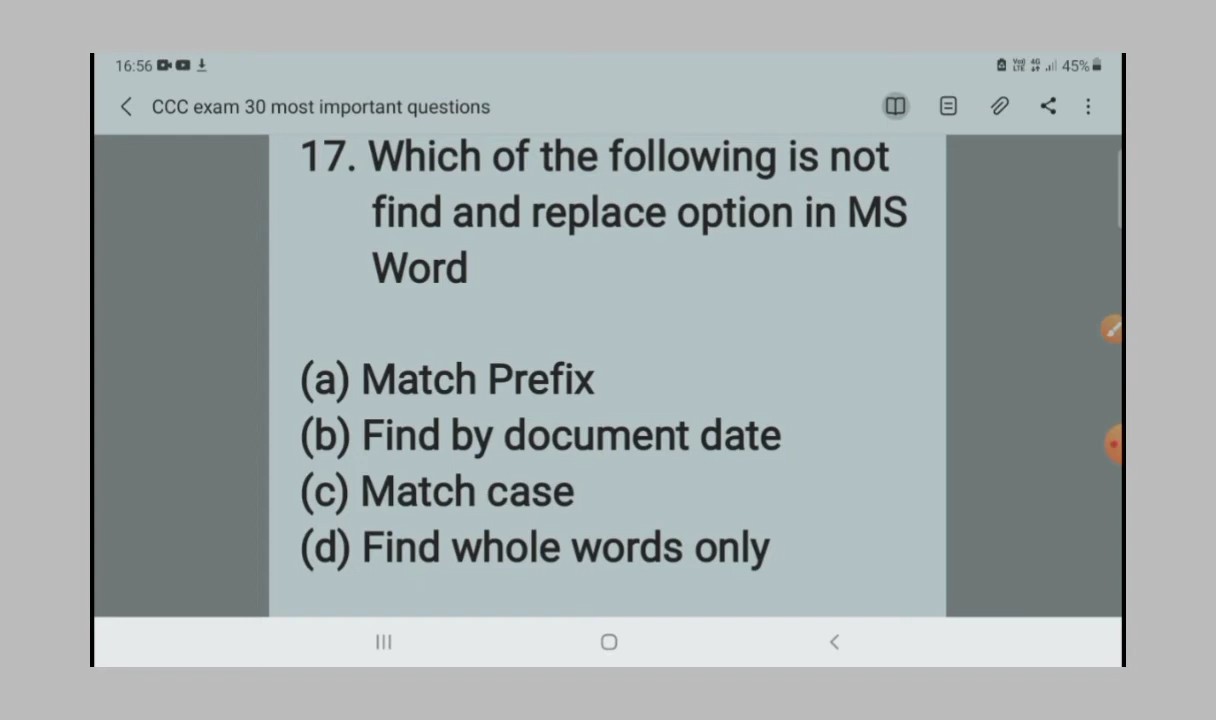 16:56
45%
CCC exam 30 most important questions
17. Which of the following is not
find and replace option in MS
Word
(a) Match Prefix
(b) Find by document date
(c) Match case
(d) Find whole words only